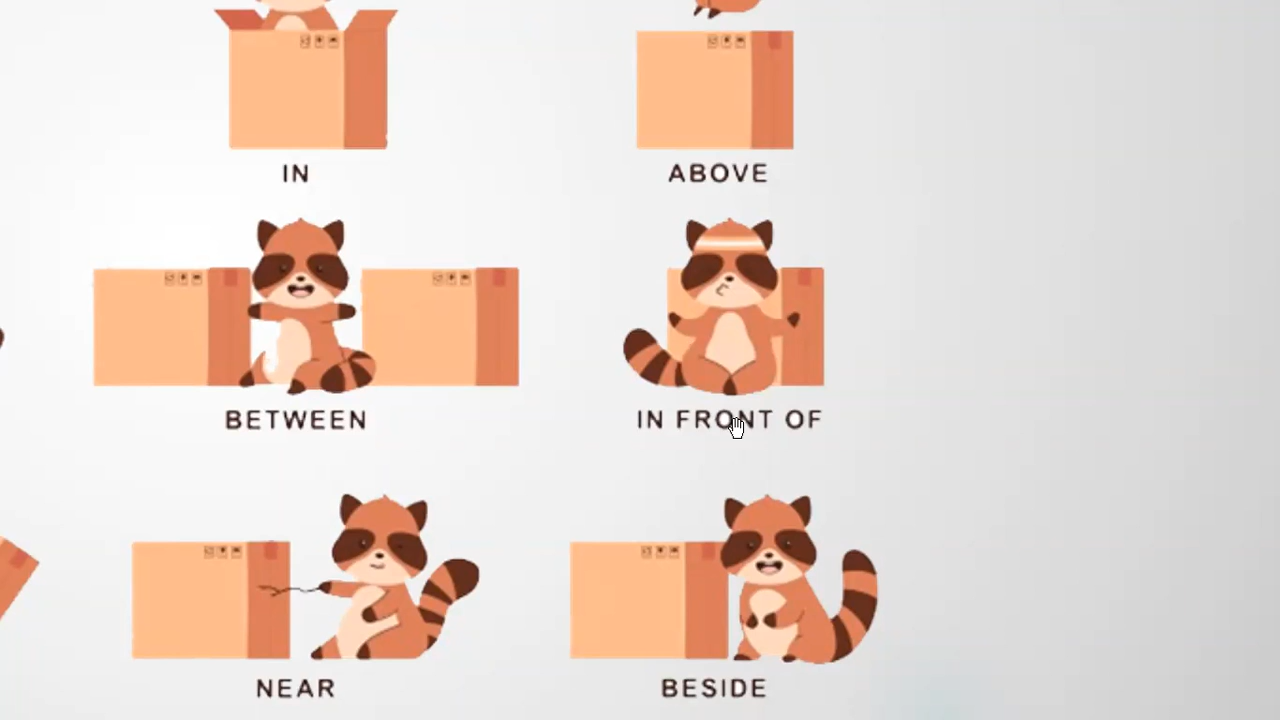 IN
ABOVE
BETWEEN
IN FRONT OF
NEAR
BESIDE